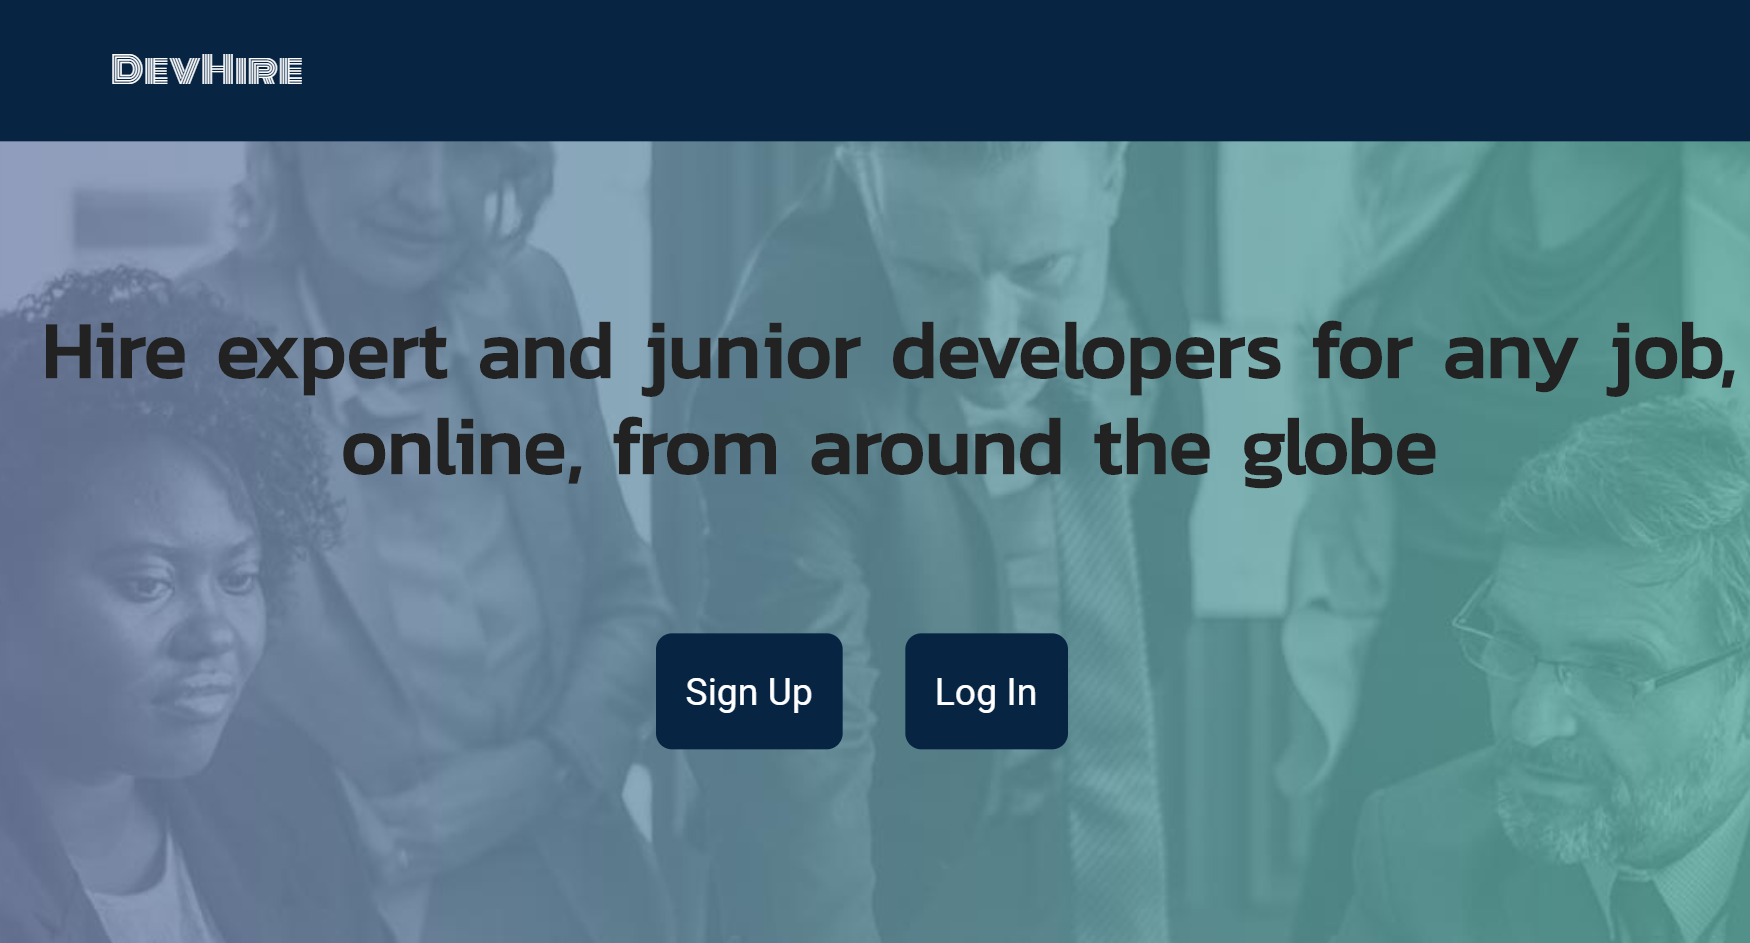 DevHire
Hire expert and junior developers for any job,
online, from around the globe
Sign Up
Log In